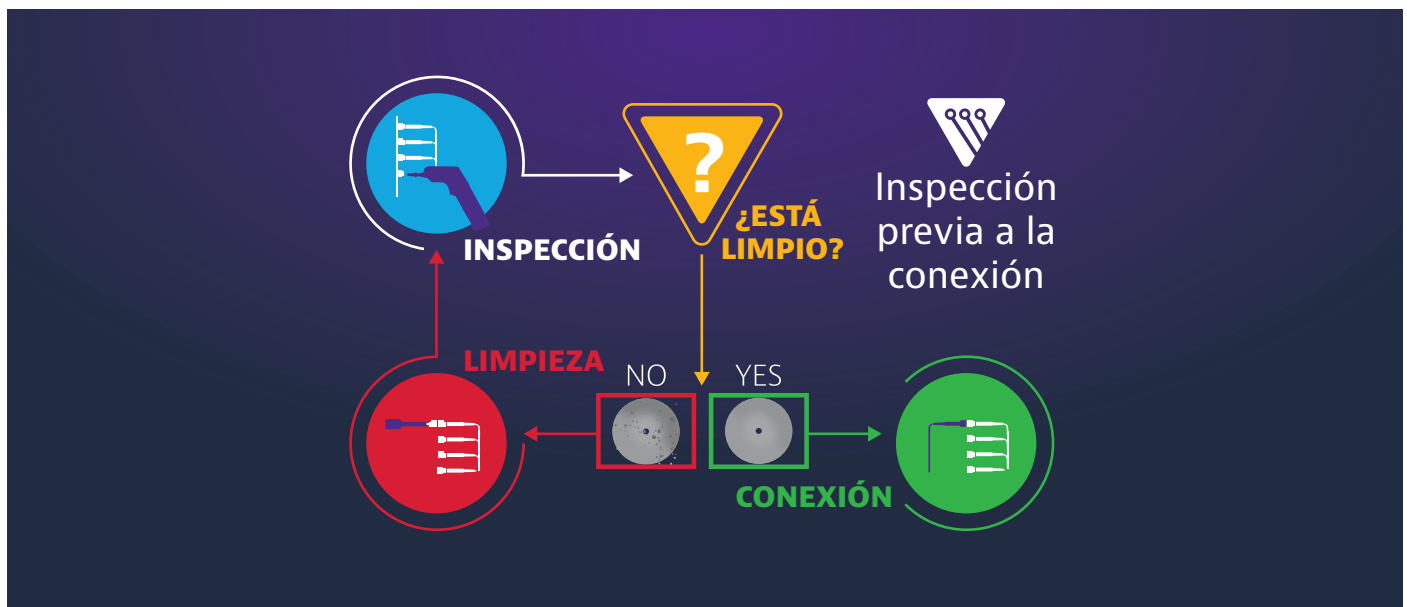 ?
¿ESTÁ
LIMPIO?
INSPECCIÓN
Inspección
previa a la
conexión
LIMPIEZA
NO
YES
CONEXIÓN